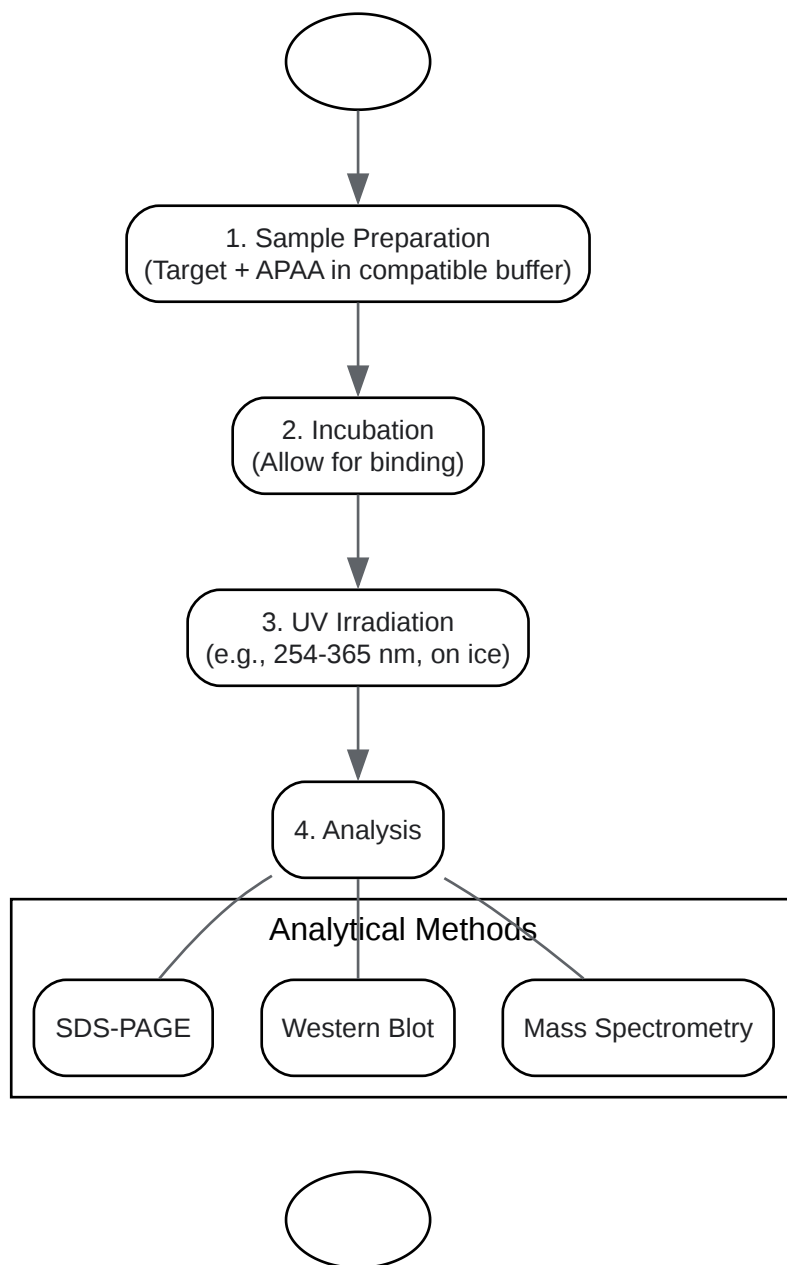 1. Sample Preparation
(Target + APAA in compatible buffer)
2. Incubation
(Allow for binding)
3. UV Irradiation
(e.g., 254-365 nm, on ice)
4. Analysis
Analytical Methods
SDS-PAGE
Western Blot
Mass Spectrometry